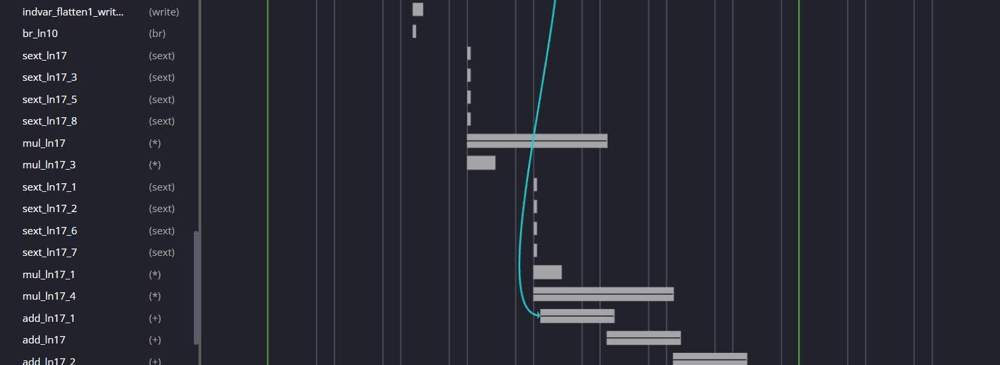 indvar_flatten1_writ... (write)
br_ln10 (br)
sext_ln17 (sext)
sext_ln17_3 (sext)
sext_ln17_5 (sext)
sext_ln17_8 (sext)
mul_ln17 (*)
mul_ln17_3 (*)
sext_ln17_1 (sext)
sext_ln17_2 (sext)
sext_ln17_6 (sext)
sext_ln17_7 (sext)
mul_ln17_1 (*)
mul_ln17_4 (*)
add_ln17_1 (+)
add_ln17 (+)
add_ln17_2 (+)